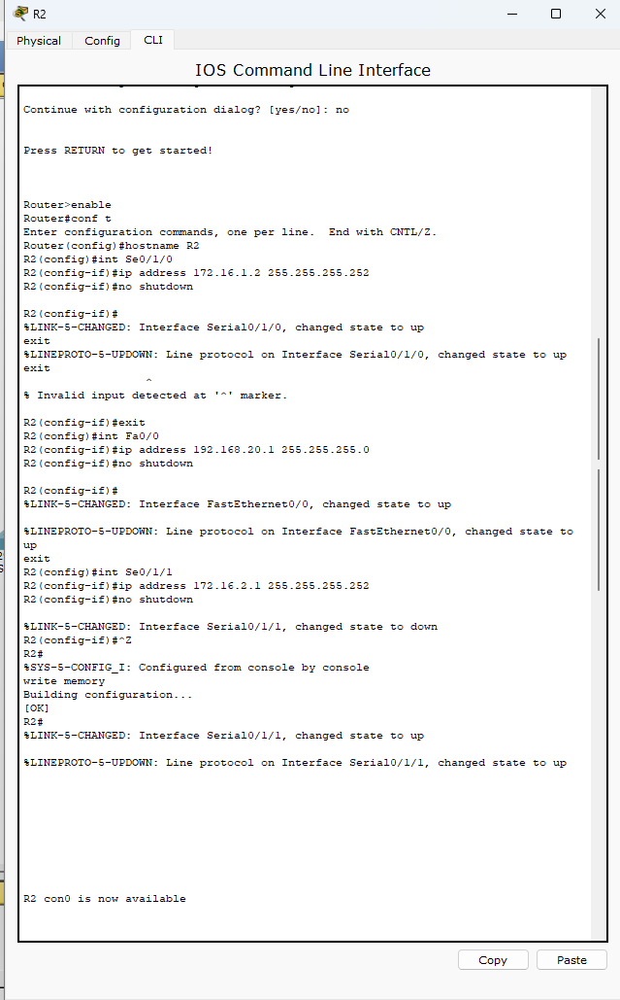 R2
Physical Config CLI
IOS Command Line Interface
Continue with configuration dialog? [yes/no]: no
Press RETURN to get started!
Router>enable
Router#conf t
Enter configuration commands, one per line.  End with CNTL/Z.
Router(config)#hostname R2
R2(config)#int Se0/1/0
R2(config-if)#ip address 172.16.1.2 255.255.255.252
R2(config-if)#no shutdown
R2(config-if)#
%LINK-5-CHANGED: Interface Serial0/1/0, changed state to up
exit
%LINEPROTO-5-UPDOWN: Line protocol on Interface Serial0/1/0, changed state to up
exit
^
% Invalid input detected at '^' marker.
R2(config-if)#exit
R2(config)#int Fa0/0
R2(config-if)#ip address 192.168.20.1 255.255.255.0
R2(config-if)#no shutdown
R2(config-if)#
%LINK-5-CHANGED: Interface FastEthernet0/0, changed state to up
%LINEPROTO-5-UPDOWN: Line protocol on Interface FastEthernet0/0, changed state to
up
exit
R2(config)#int Se0/1/1
R2(config-if)#ip address 172.16.2.1 255.255.255.252
R2(config-if)#no shutdown
%LINK-5-CHANGED: Interface Serial0/1/1, changed state to down
R2(config-if)#^Z
R2#
%SYS-5-CONFIG_I: Configured from console by console
write memory
Building configuration...
[OK]
R2#
%LINK-5-CHANGED: Interface Serial0/1/1, changed state to up
%LINEPROTO-5-UPDOWN: Line protocol on Interface Serial0/1/1, changed state to up
R2 con0 is now available
Copy Paste